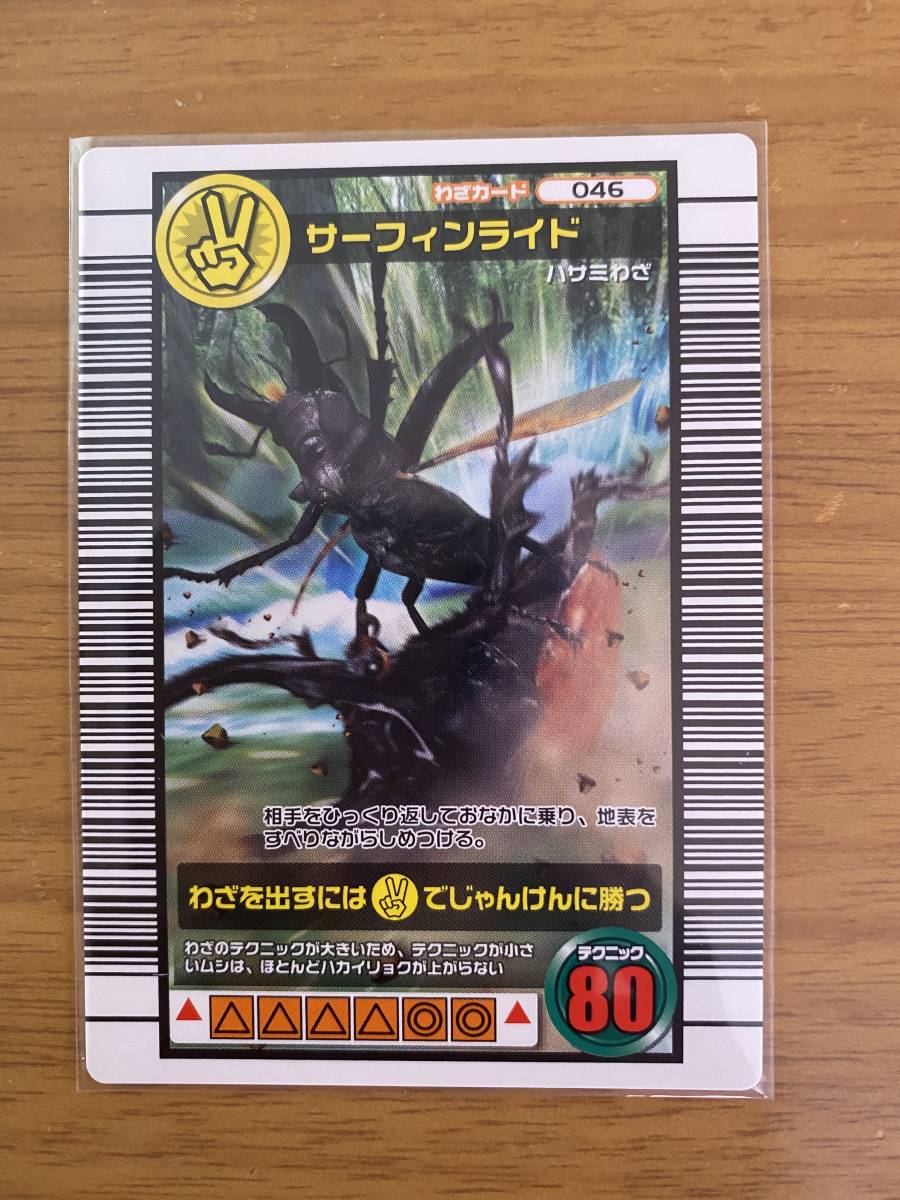 わざカード 046
サーフィンライド
ハサミわざ
相手をひっくり返しておなかに乗り、地表を
すべりながらしめつける。
わざを出すには でじゃんけんに勝つ
わざのテクニックが大きいため、テクニックが小さ
いムシは、ほとんどハカイリョクが上がらない
テクニック
80